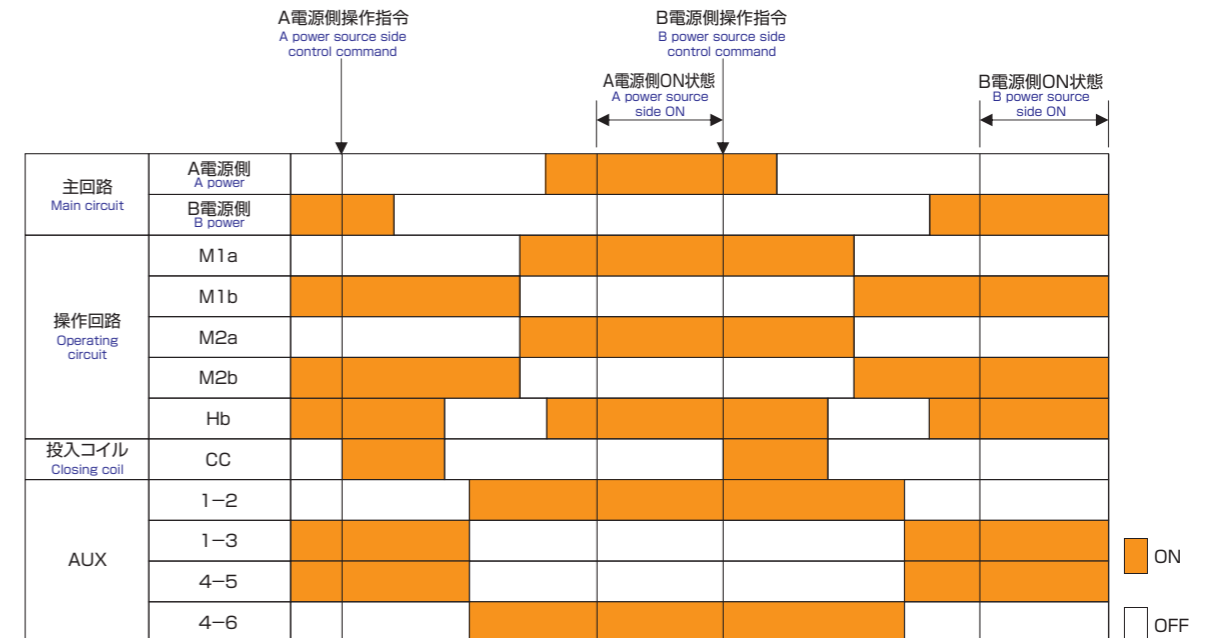 A電源側操作指令
A power source side
control command
B電源側操作指令
B power source side
control command
A電源側ON状態
A power source
side ON
B電源側ON状態
B power source
side ON
主回路
Main circuit
A電源側
A power
B電源側
B power
操作回路
Operating
circuit
M1a
M1b
M2a
M2b
Hb
投入コイル
Closing coil
CC
AUX
1−2
1−3
4−5
4−6
ON
OFF